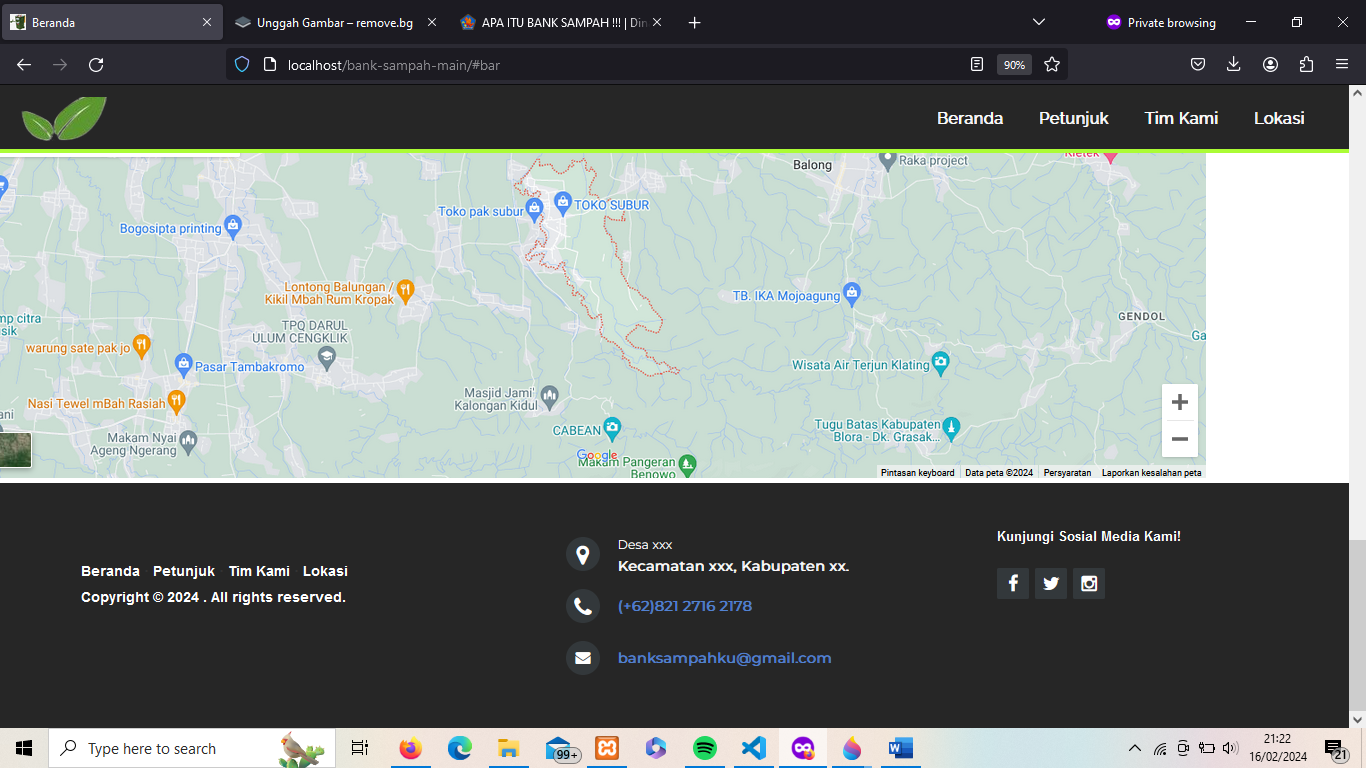 Beranda
Unggah Gambar – remove.bg
APA ITU BANK SAMPAH !!! | Din
Private browsing
localhost/bank-sampah-main/#bar
90%
Beranda
Petunjuk
Tim Kami
Lokasi
Balong
Raka project
Toko pak subur
TOKO SUBUR
Bogosipta printing
Lontong Balungan /
Kikil Mbah Rum Kropak
TB. IKA Mojoagung
GENDOL
mp citra
sik
TPQ DARUL
ULUM CENGKLIK
Ga
warung sate pak jo
Pasar Tambakromo
Wisata Air Terjun Klating
Nasi Tewel mBah Rasiah
Masjid Jami'
Kalongan Kidul
ani
Makam Nyai
Ageng Ngerang
CABEAN
Tugu Batas Kabupaten
Blora - Dk. Grasak...
Google
Makam Pangeran
Benowo
Pintasan keyboard
Data peta ©2024
Persyaratan
Laporkan kesalahan peta
Beranda Petunjuk Tim Kami Lokasi
Copyright © 2024 . All rights reserved.
Desa xxx
Kecamatan xxx, Kabupaten xx.
(+62)821 2716 2178
banksampahku@gmail.com
Kunjungi Sosial Media Kami!
Type here to search
99+
21:22
16/02/2024
21